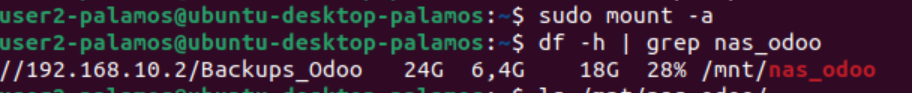 user2-palamos@ubuntu-desktop-palamos:~$ sudo mount -a
user2-palamos@ubuntu-desktop-palamos:~$ df -h | grep nas_odoo
//192.168.10.2/Backups_Odoo   24G  6,4G   18G  28% /mnt/nas_odoo